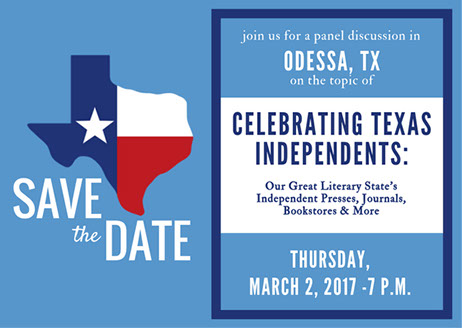 SAVE
the
DATE
join us for a panel discussion in
ODESSA, TX
on the topic of
CELEBRATING TEXAS
INDEPENDENTS:
Our Great Literary State's
Independent Presses, Journals,
Bookstores & More
THURSDAY,
MARCH 2, 2017 -7 P.M.